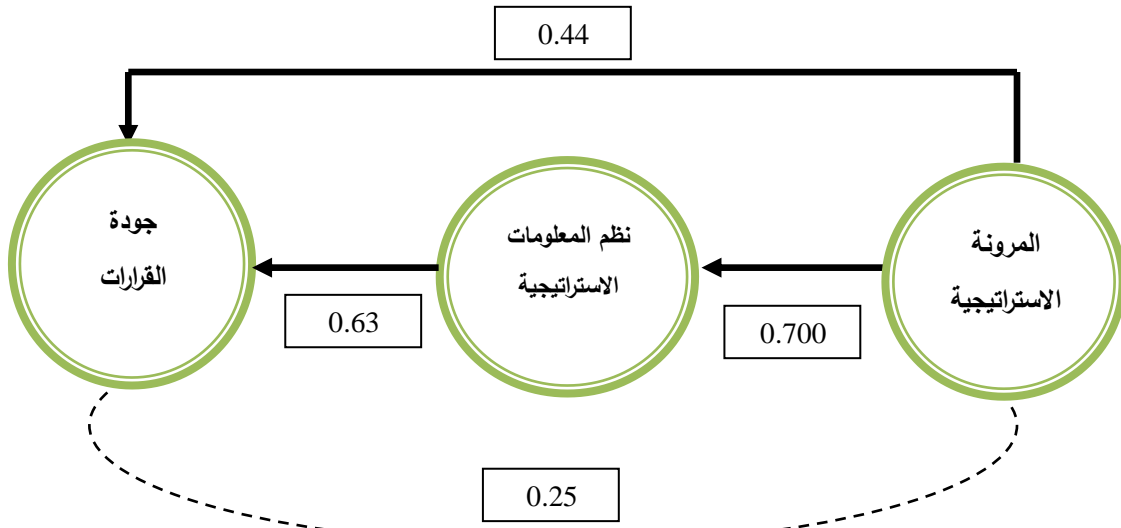 0.44
المرونة
الاستراتيجية
نظم المعلومات
الاستراتيجية
جودة
القرارات
0.700
0.63
0.25